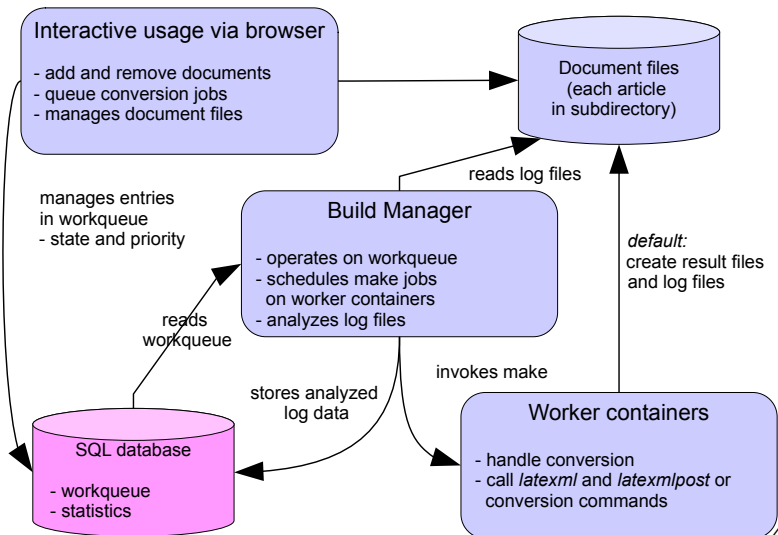 Interactive usage via browser
- add and remove documents
- queue conversion jobs
- manages document files
Document files
(each article
in subdirectory)
reads log files
manages entries
in workqueue
- state and priority
Build Manager
- operates on workqueue
- schedules make jobs
on worker containers
- analyzes log files
default:
create result files
and log files
reads
workqueue
stores analyzed
log data
invokes make
SQL database
- workqueue
- statistics
Worker containers
- handle conversion
- call latexml and latexmlpost or
conversion commands